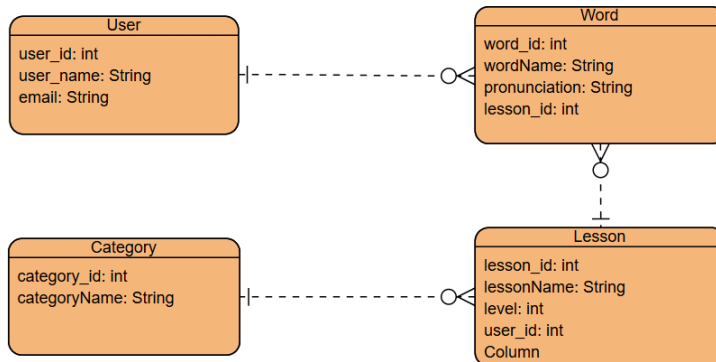 User
user_id: int
user_name: String
email: String
Word
word_id: int
wordName: String
pronunciation: String
lesson_id: int
Category
category_id: int
categoryName: String
Lesson
lesson_id: int
lessonName: String
level: int
user_id: int
Column